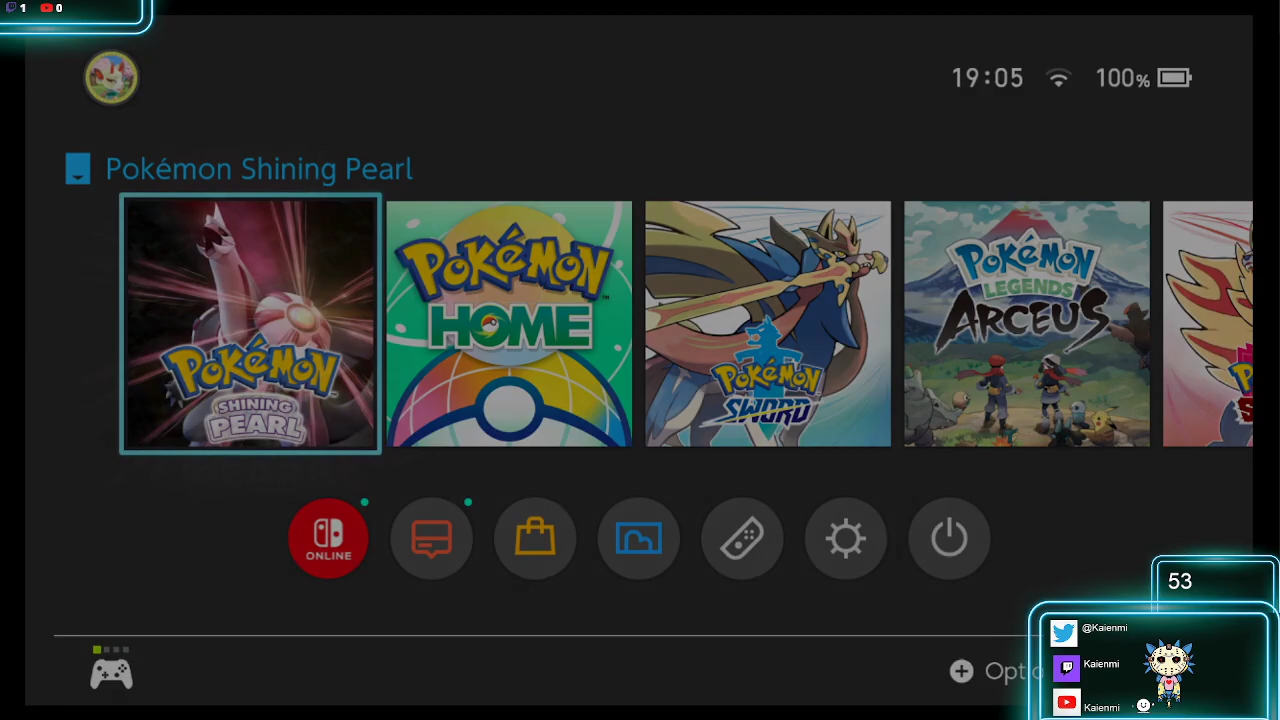 1 0
19:05 100%
Pokémon Shining Pearl
POKÉMON
SHINING
PEARL
POKÉMON
HOME
POKÉMON
SWORD
POKÉMON
LEGENDS
ARCEUS
ONLINE
53
@Kaienmi
Kaienmi
Kaienmi